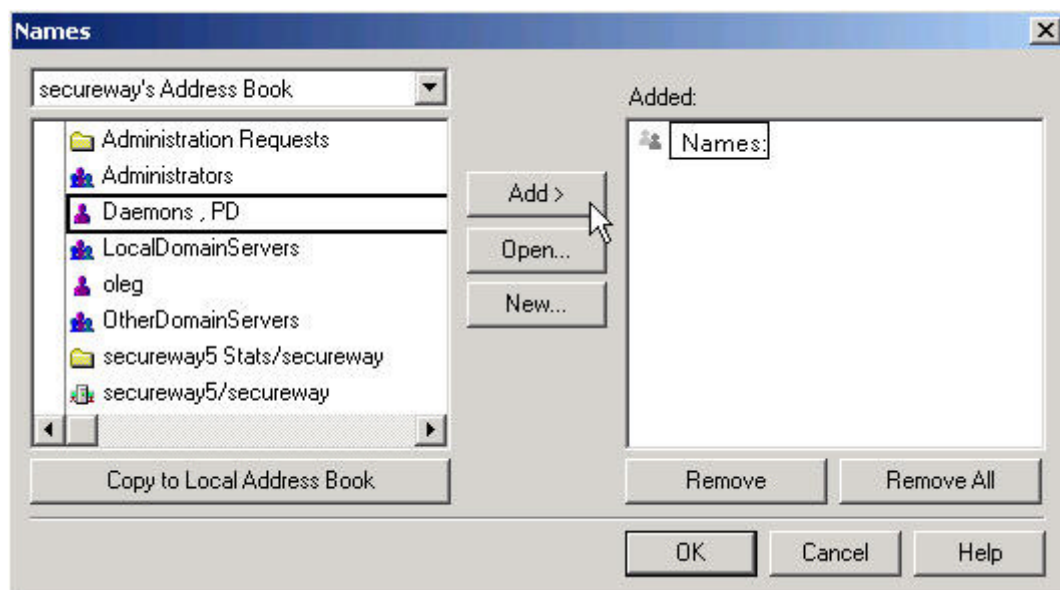 Names
secureway's Address Book
Administration Requests
Administrators
Daemons , PD
LocalDomainServers
oleg
OtherDomainServers
secureway5 Stats/secureway
secureway5/secureway
Copy to Local Address Book
Add >
Open...
New...
Added:
Names:
Remove
Remove All
OK
Cancel
Help